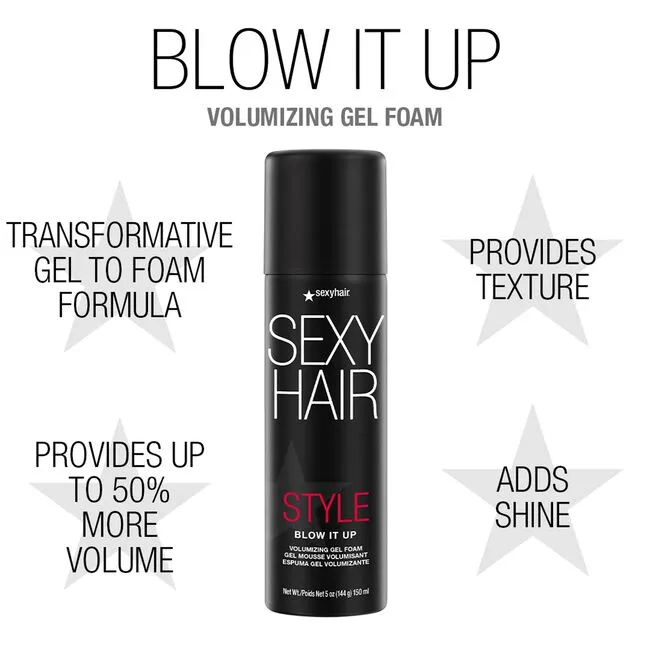 BLOW IT UP
VOLUMIZING GEL FOAM
TRANSFORMATIVE
GEL TO FOAM
FORMULA
PROVIDES
TEXTURE
sexyhair.
SEXY
HAIR
PROVIDES UP
TO 50%
MORE
VOLUME
ADDS
SHINE
STYLE
BLOW IT UP
VOLUMIZING GEL FOAM
GEL MOUSSE VOLUMISANT
ESPUMA GEL VOLUMIZANTE
Net Wt./Poids Net 5 oz (144 g) 150 ml